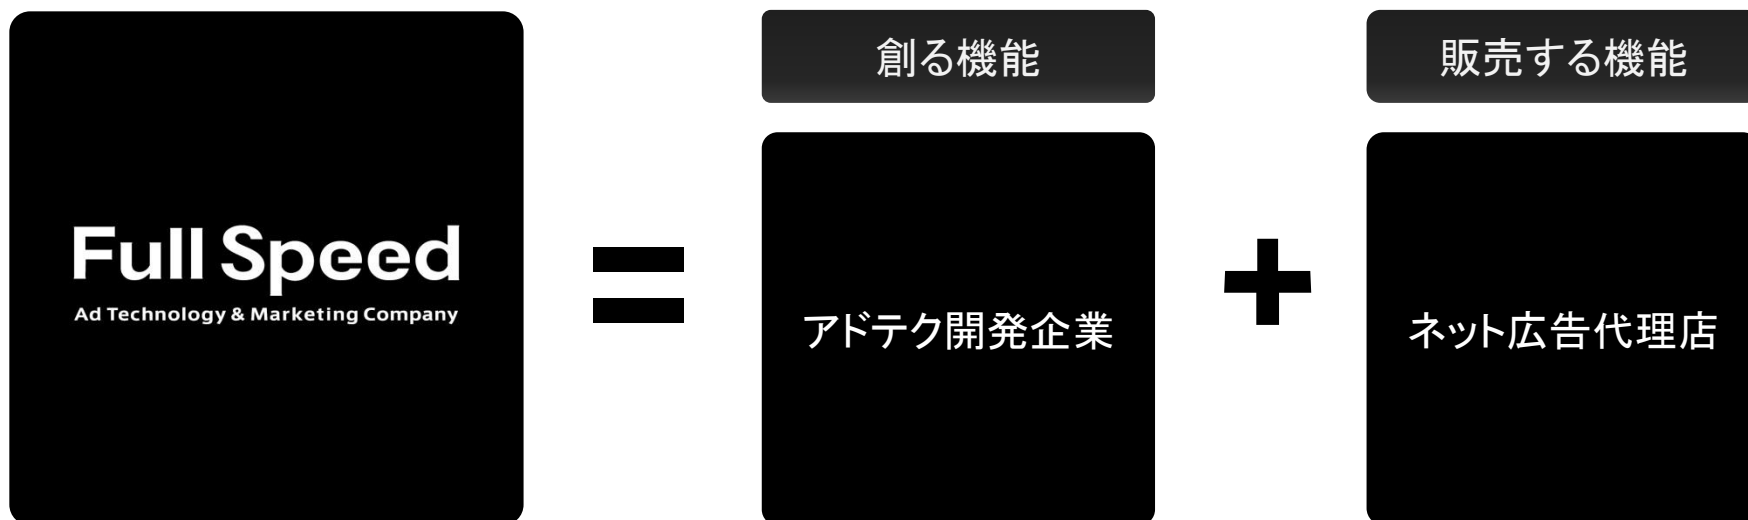 Full Speed
Ad Technology & Marketing Company
=
創る機能
アドテク開発企業
+
販売する機能
ネット広告代理店